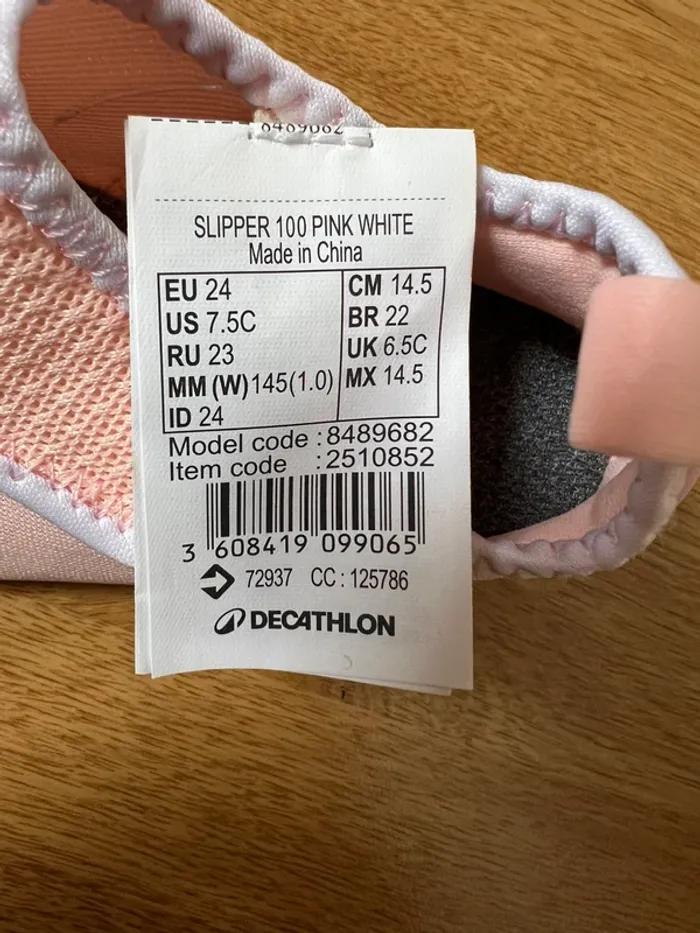 8489682
SLIPPER 100 PINK WHITE
Made in China
EU 24
US 7.5C
RU 23
MM (W)145(1.0)
ID 24
CM 14.5
BR 22
UK 6.5C
MX 14.5
Model code :8489682
Item code :2510852
3 608419 099065
72937 CC : 125786
DECATHLON